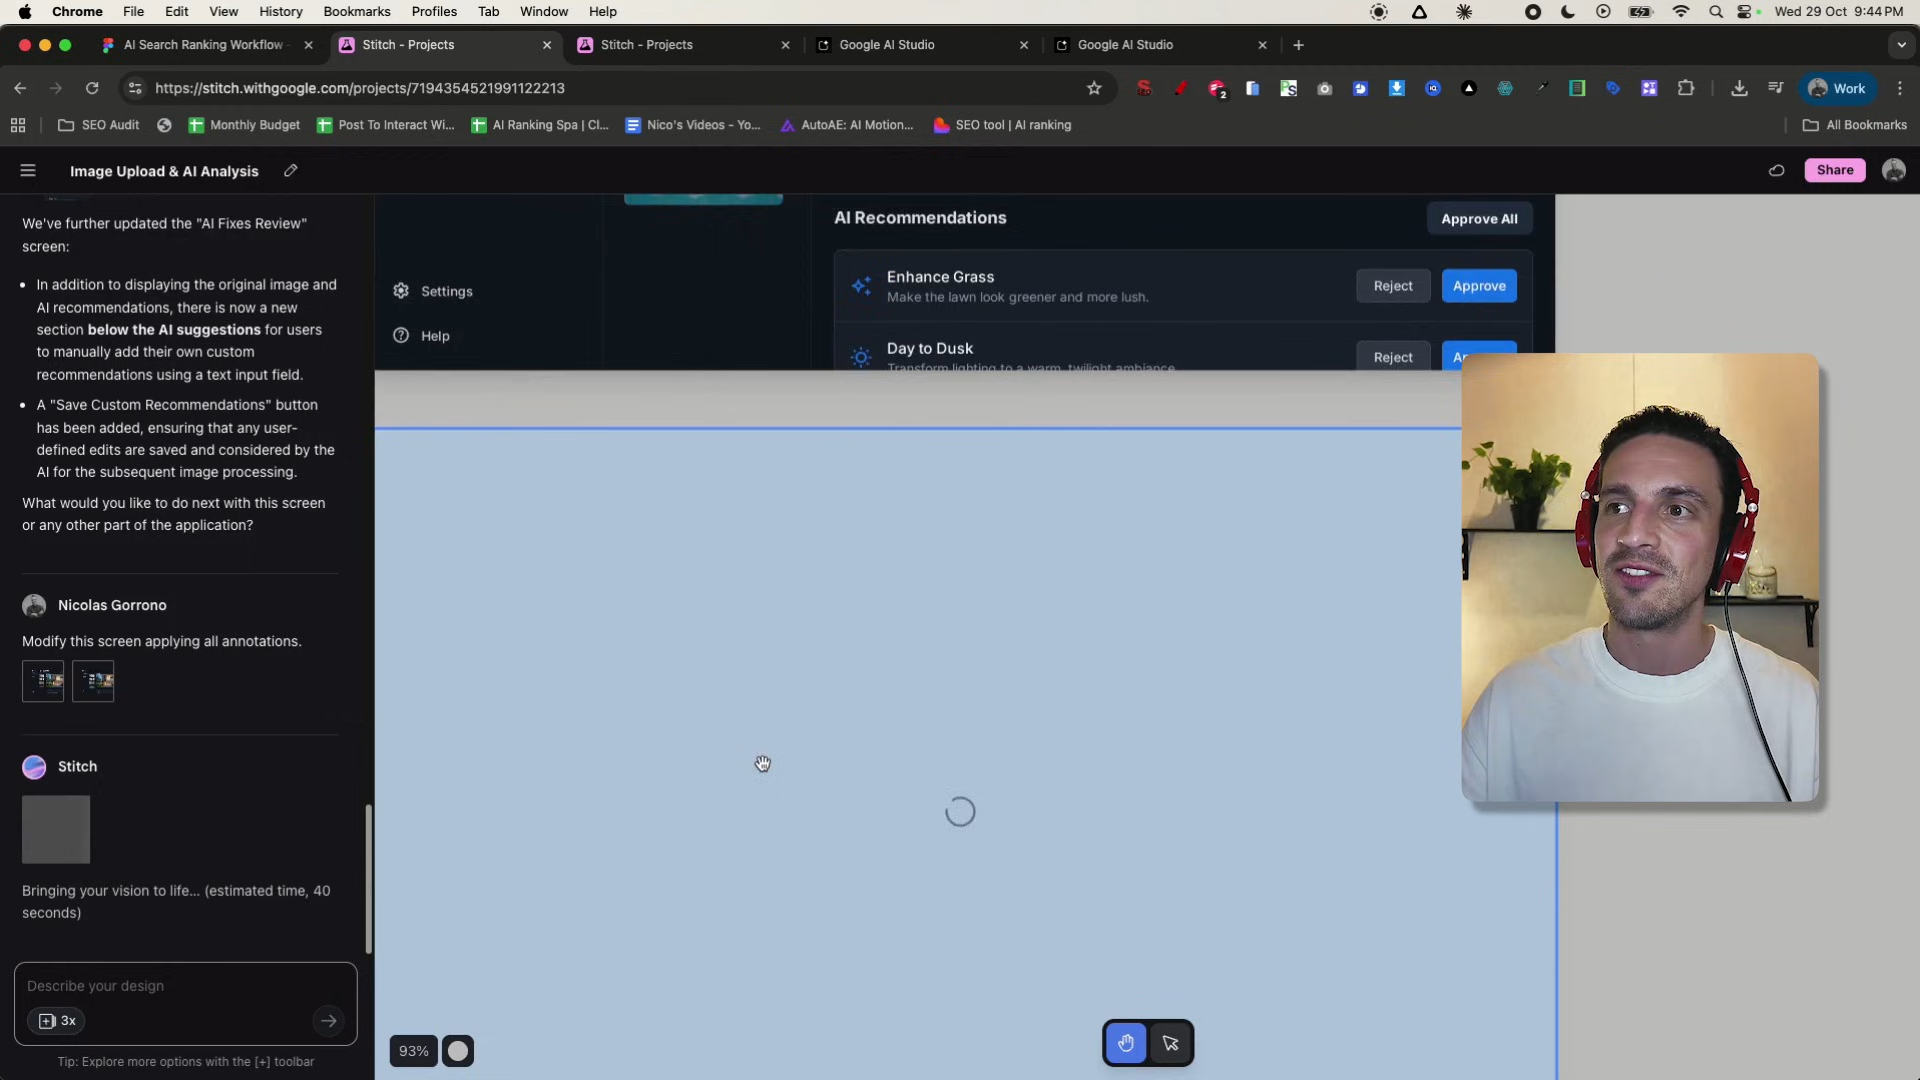 Chrome File Edit View History Bookmarks Profiles Tab Window Help
Wed 29 Oct 9:44 PM
AI Search Ranking Workflow
Stitch - Projects
Stitch - Projects
Google AI Studio
Google AI Studio
https://stitch.withgoogle.com/projects/7194354521991122213
2
Work
SEO Audit
Monthly Budget
Post To Interact Wi...
AI Ranking Spa | Cl...
Nico's Videos - Yo...
AutoAE: AI Motion...
SEO tool | AI ranking
All Bookmarks
Image Upload & AI Analysis
Share
We've further updated the "AI Fixes Review"
screen:
In addition to displaying the original image and
AI recommendations, there is now a new
section below the AI suggestions for users
to manually add their own custom
recommendations using a text input field.
A "Save Custom Recommendations" button
has been added, ensuring that any user-
defined edits are saved and considered by the
AI for the subsequent image processing.
What would you like to do next with this screen
or any other part of the application?
Nicolas Gorrono
Modify this screen applying all annotations.
Stitch
Bringing your vision to life... (estimated time, 40
seconds)
Describe your design
3x
Tip: Explore more options with the [+] toolbar
Settings
Help
AI Recommendations
Approve All
Enhance Grass
Make the lawn look greener and more lush.
Reject
Approve
Day to Dusk
Transform lighting to a warm, twilight ambiance.
Reject
93%